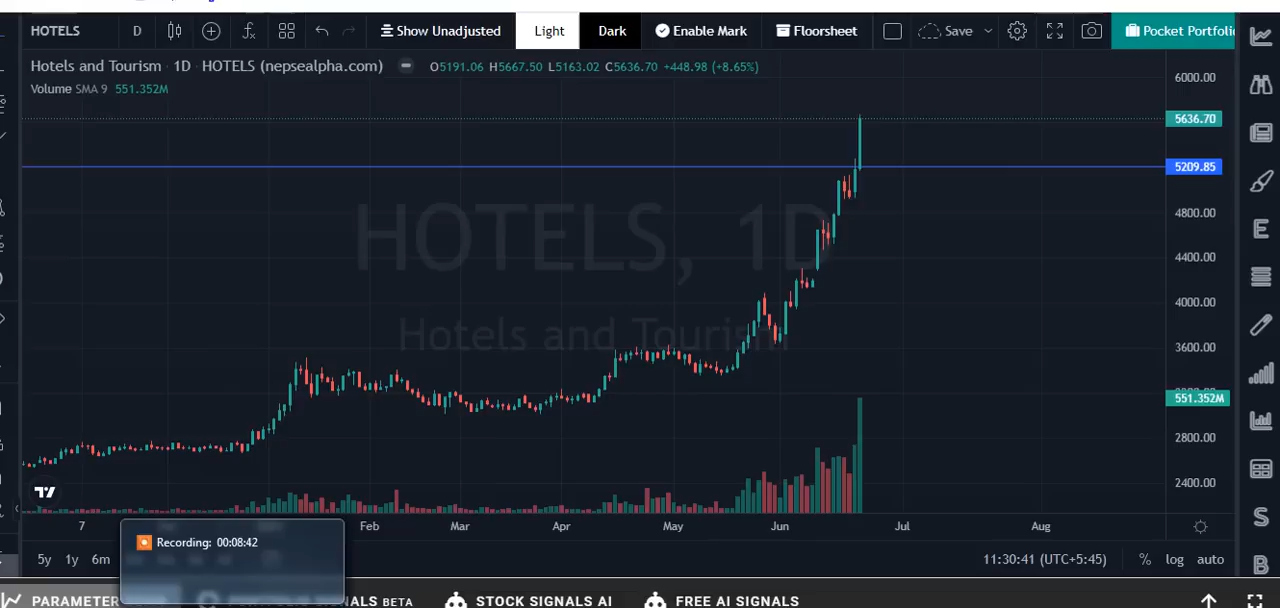 HOTELS D Show Unadjusted Light Dark Enable Mark Floorsheet Save Pocket Portfoli
Hotels and Tourism · 1D · HOTELS (nepsealpha.com) O5191.06 H5667.50 L5163.02 C5636.70 +448.98 (+8.65%)
Volume SMA 9 551.352M
6000.00
5636.70
5209.85
4800.00
4400.00
4000.00
3600.00
551.352M
2800.00
2400.00
HOTELS, 1D
Hotels and Tourism
7 Feb Mar Apr May Jun Jul Aug
Recording: 00:08:42
5y 1y 6m 11:30:41 (UTC+5:45) % log auto
PARAMETER SIGNALS BETA STOCK SIGNALS AI FREE AI SIGNALS
E
S
B